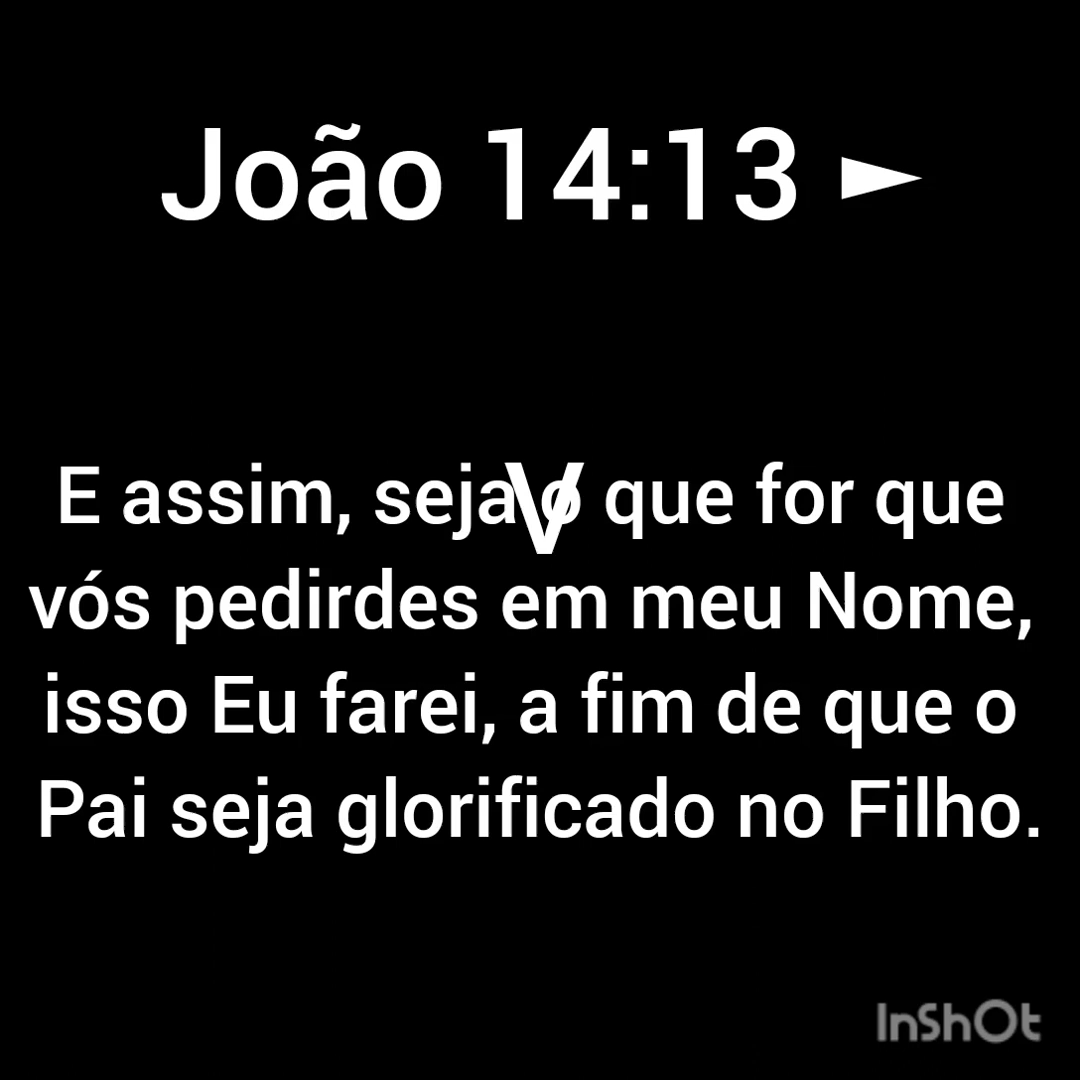 João 14:13 ►
E assim, seja o que for que
V
vós pedirdes em meu Nome,
isso Eu farei, a fim de que o
Pai seja glorificado no Filho.
InShOt